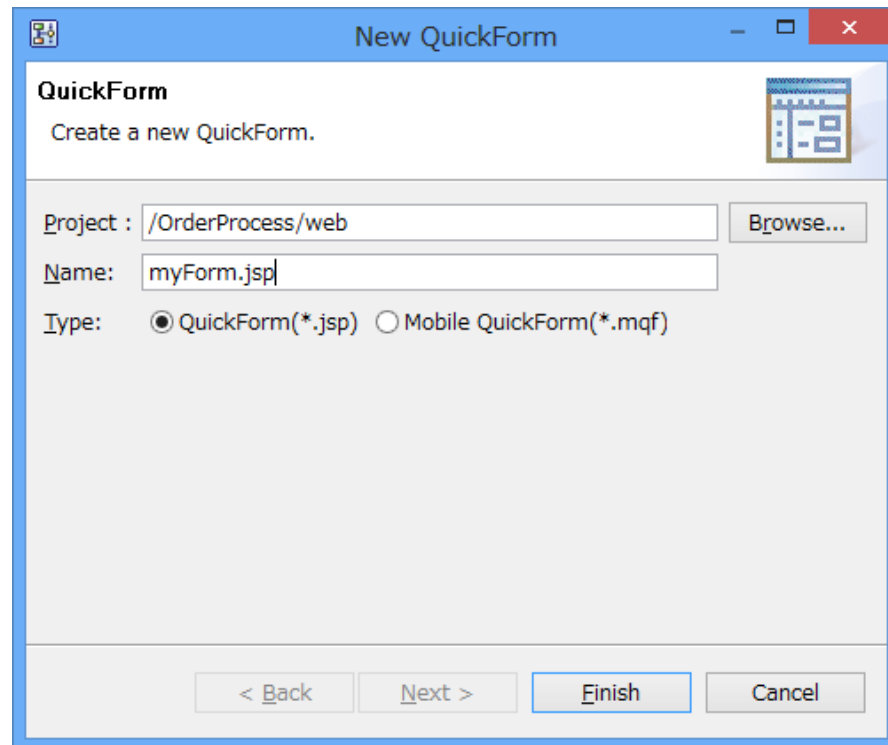 New QuickForm
QuickForm
Create a new QuickForm.
Project : /OrderProcess/web Browse...
Name: myForm.jsp
Type: QuickForm(*.jsp) Mobile QuickForm(*.mqf)
< Back Next > Finish Cancel